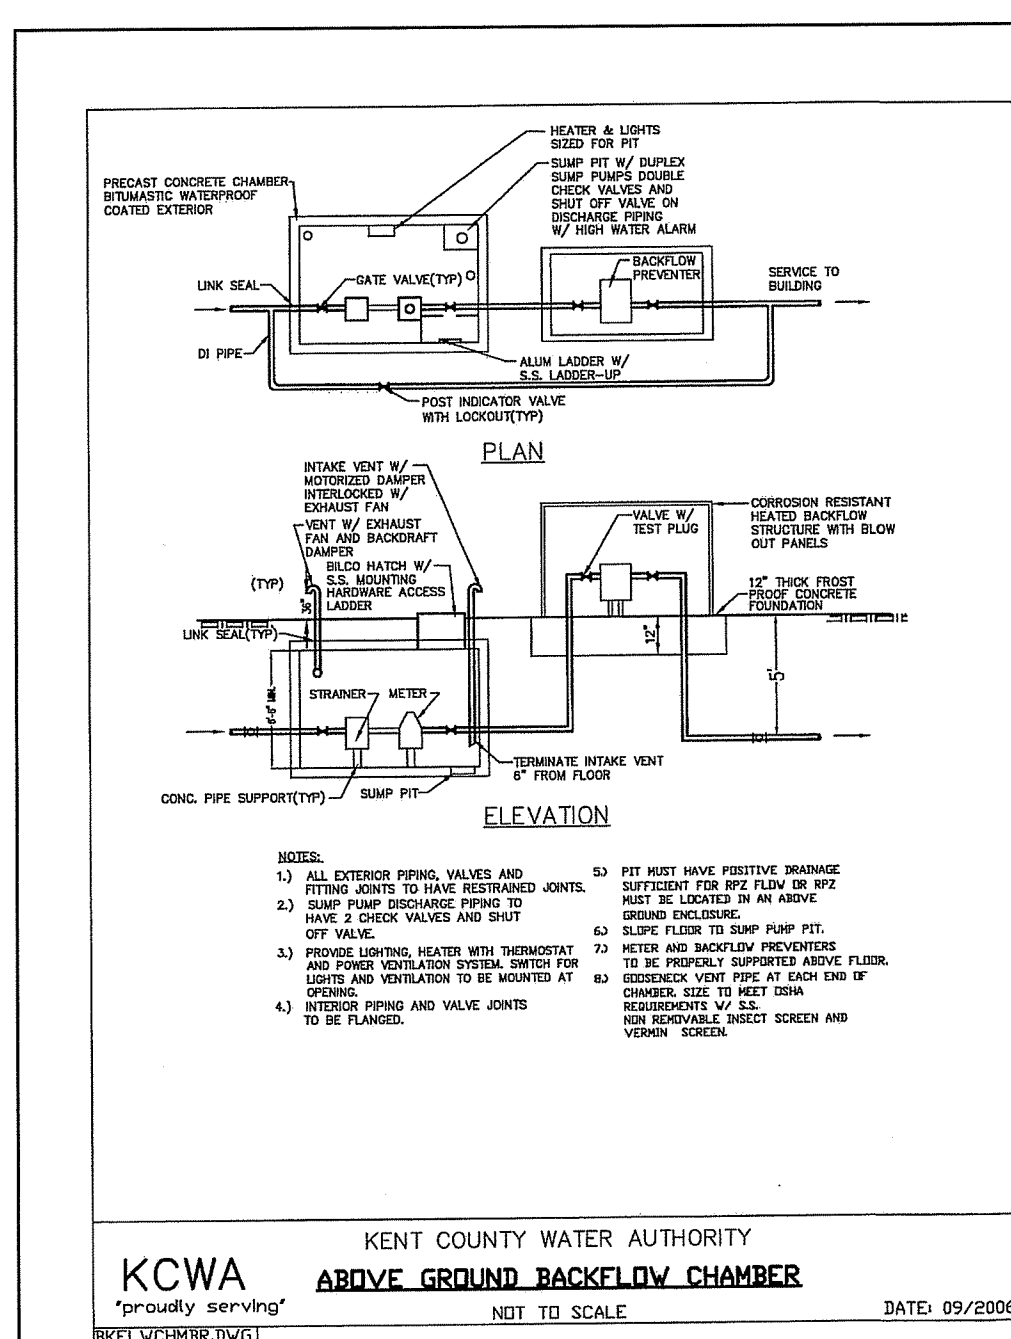 HEATER & LIGHTS
SIZED FOR PIT
SUMP PIT W/ DUPLEX
SUMP PUMPS DOUBLE
CHECK VALVES AND
SHUT OFF VALVE ON
DISCHARGE PIPING
W/ HIGH WATER ALARM
PRECAST CONCRETE CHAMBER
BITUMASTIC WATERPROOF
COATED EXTERIOR
LINK SEAL
GATE VALVE(TYP)
BACKFLOW
PREVENTER
SERVICE TO
BUILDING
DI PIPE
ALUM LADDER W/
S.S. LADDER-UP
POST INDICATOR VALVE
WITH LOCKOUT(TYP)
PLAN
INTAKE VENT W/
MOTORIZED DAMPER
INTERLOCKED W/
EXHAUST FAN
VENT W/ EXHAUST
FAN AND BACKDRAFT
DAMPER
BILCO HATCH W/
S.S. MOUNTING
HARDWARE ACCESS
LADDER
(TYP)
36"
LINK SEAL(TYP)
VALVE W/
TEST PLUG
CORROSION RESISTANT
HEATED BACKFLOW
STRUCTURE WITH BLOW
OUT PANELS
12" THICK FROST
PROOF CONCRETE
FOUNDATION
12"
5'
6'-6" MIN.
STRAINER
METER
TERMINATE INTAKE VENT
6" FROM FLOOR
CONC. PIPE SUPPORT(TYP)
SUMP PIT
ELEVATION
NOTES:
1.) ALL EXTERIOR PIPING, VALVES AND
FITTING JOINTS TO HAVE RESTRAINED JOINTS.
2.) SUMP PUMP DISCHARGE PIPING TO
HAVE 2 CHECK VALVES AND SHUT
OFF VALVE.
3.) PROVIDE LIGHTING, HEATER WITH THERMOSTAT
AND POWER VENTILATION SYSTEM. SWITCH FOR
LIGHTS AND VENTILATION TO BE MOUNTED AT
OPENING.
4.) INTERIOR PIPING AND VALVE JOINTS
TO BE FLANGED.
5.) PIT MUST HAVE POSITIVE DRAINAGE
SUFFICIENT FOR RPZ FLOW OR RPZ
MUST BE LOCATED IN AN ABOVE
GROUND ENCLOSURE.
6.) SLOPE FLOOR TO SUMP PUMP PIT.
7.) METER AND BACKFLOW PREVENTERS
TO BE PROPERLY SUPPORTED ABOVE FLOOR.
8.) GOOSENECK VENT PIPE AT EACH END OF
CHAMBER. SIZE TO MEET OSHA
REQUIREMENTS W/ S.S.
NON REMOVABLE INSECT SCREEN AND
VERMIN SCREEN.
KENT COUNTY WATER AUTHORITY
KCWA
"proudly serving"
ABOVE GROUND BACKFLOW CHAMBER
NOT TO SCALE
DATE: 09/2006
BKFLWCHMBR.DWG